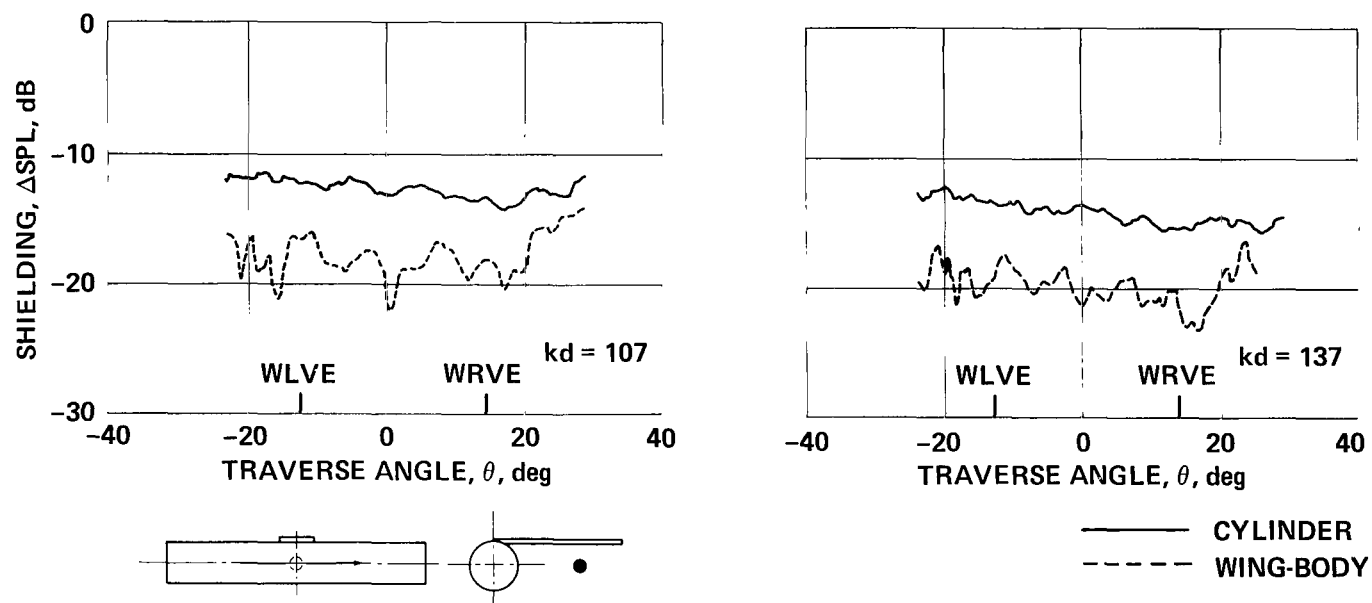 SHIELDING, ΔSPL, dB
0
−10
−20
−30
WLVE
WRVE
kd = 107
−40
−20
0
20
40
TRAVERSE ANGLE, θ, deg
WLVE
WRVE
kd = 137
−40
−20
0
20
40
TRAVERSE ANGLE, θ, deg
CYLINDER
WING-BODY